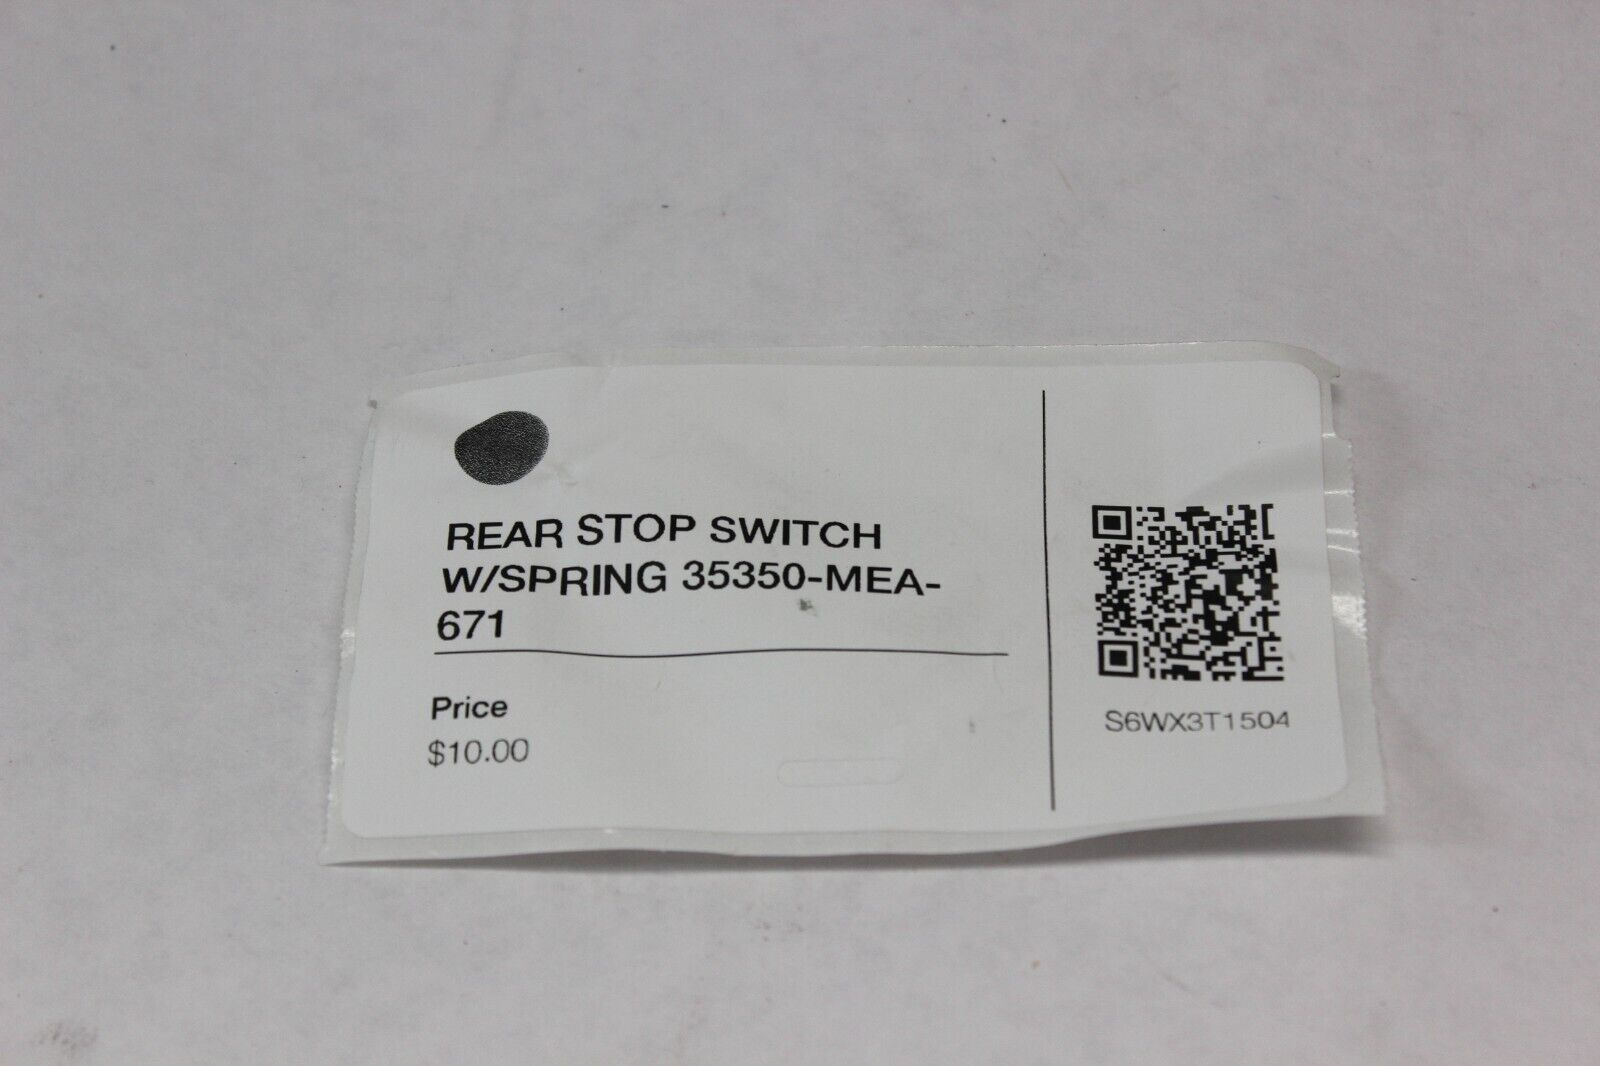 REAR STOP SWITCH
W/SPRING 35350-MEA-
671
Price
$10.00
S6WX3T1504